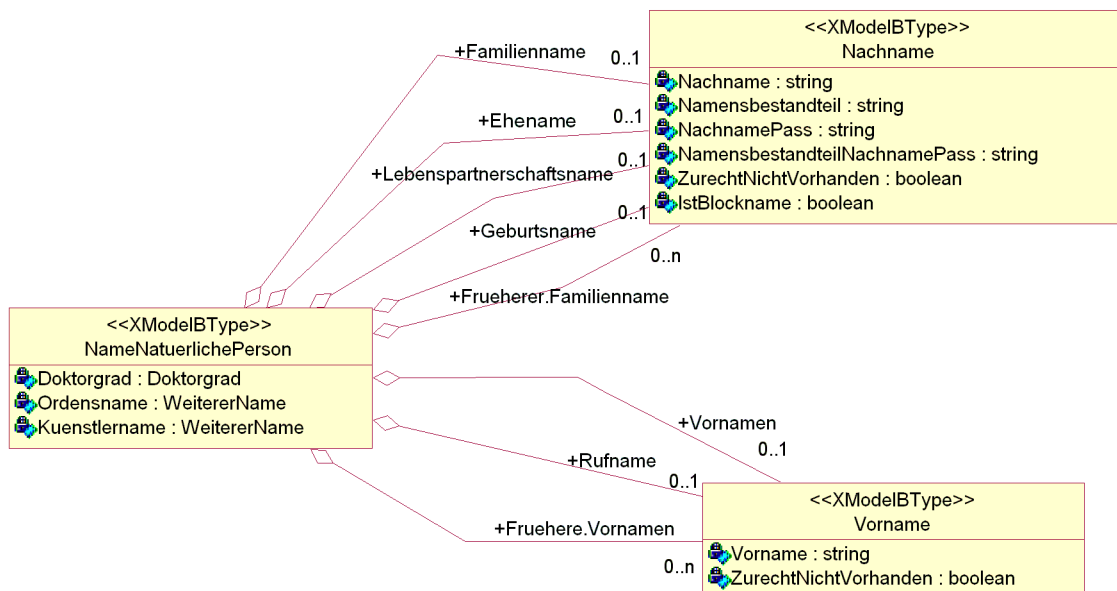 <<XModelBType>>
Nachname
Nachname : string
Namensbestandteil : string
NachnamePass : string
NamensbestandteilNachnamePass : string
ZurechtNichtVorhanden : boolean
IstBlockname : boolean
+Familienname
0..1
+Ehename
0..1
+Lebenspartnerschaftsname
0..1
+Geburtsname
0..1
+Frueherer.Familienname
0..n
<<XModelBType>>
NameNatuerlichePerson
Doktorgrad : Doktorgrad
Ordensname : WeitererName
Kuenstlername : WeitererName
+Vornamen
0..1
+Rufname
0..1
+Fruehere.Vornamen
0..n
<<XModelBType>>
Vorname
Vorname : string
ZurechtNichtVorhanden : boolean